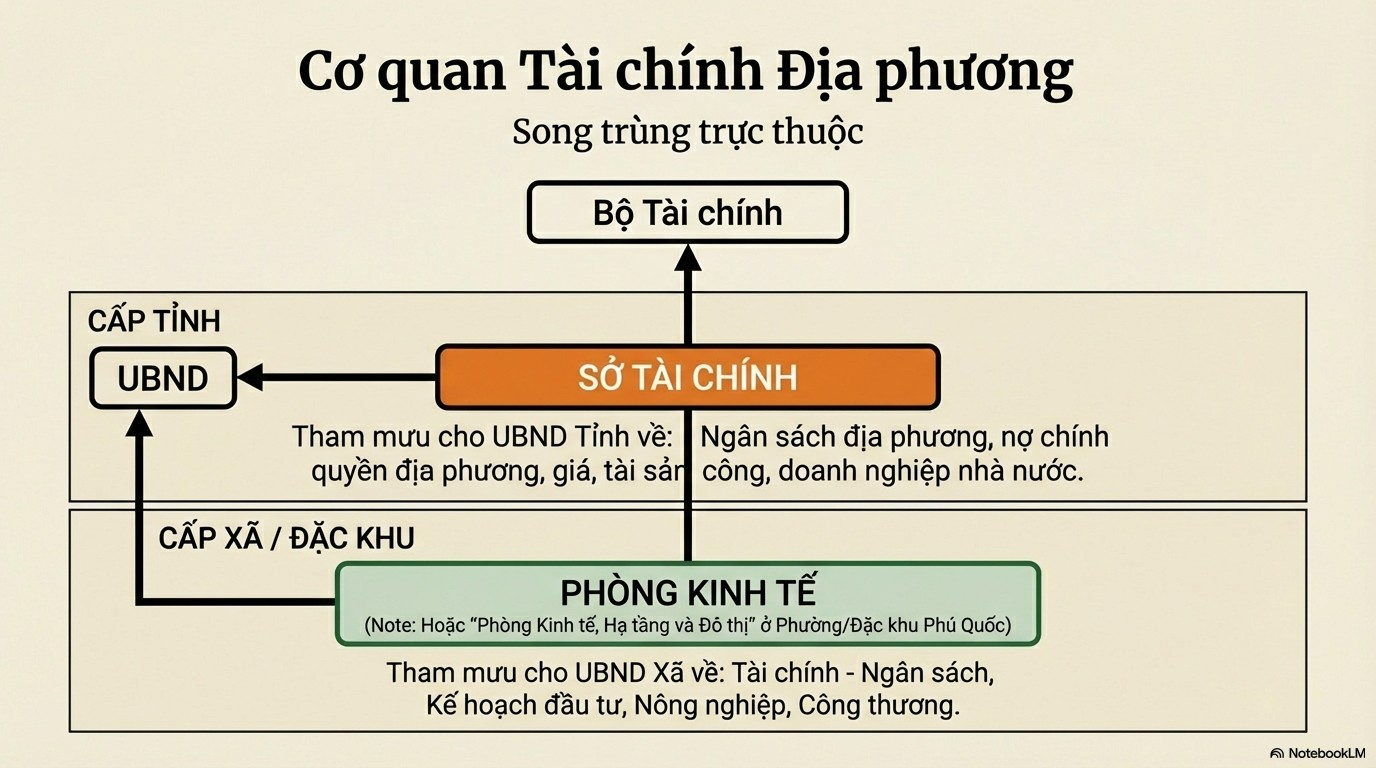 Cơ quan Tài chính Địa phương
Song trùng trực thuộc
Bộ Tài chính
CẤP TỈNH
UBND
SỞ TÀI CHÍNH
Tham mưu cho UBND Tỉnh về: Ngân sách địa phương, nợ chính
quyền địa phương, giá, tài sản công, doanh nghiệp nhà nước.
CẤP XÃ / ĐẶC KHU
PHÒNG KINH TẾ
(Note: Hoặc “Phòng Kinh tế, Hạ tầng và Đô thị” ở Phường/Đặc khu Phú Quốc)
Tham mưu cho UBND Xã về: Tài chính - Ngân sách,
Kế hoạch đầu tư, Nông nghiệp, Công thương.
NotebookLM